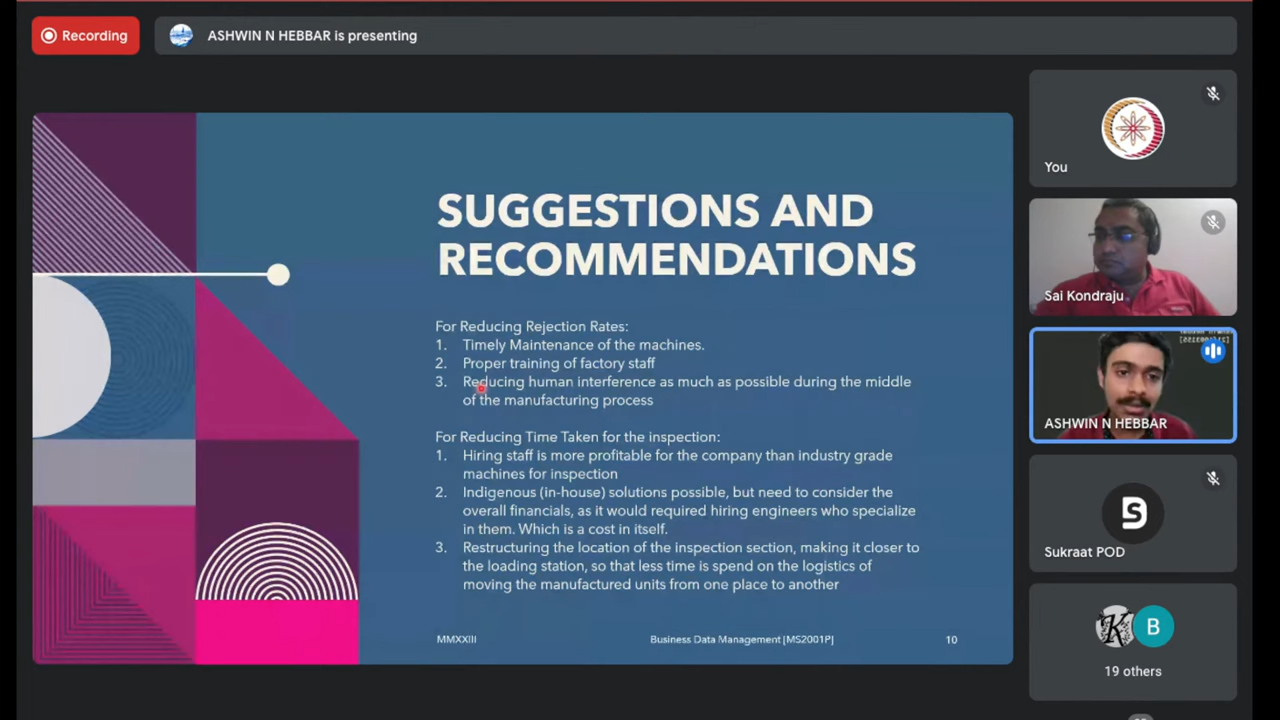 Recording
ASHWIN N HEBBAR is presenting
SUGGESTIONS AND
RECOMMENDATIONS
For Reducing Rejection Rates:
1. Timely Maintenance of the machines.
2. Proper training of factory staff
3. Reducing human interference as much as possible during the middle
of the manufacturing process
For Reducing Time Taken for the inspection:
1. Hiring staff is more profitable for the company than industry grade
machines for inspection
2. Indigenous (in-house) solutions possible, but need to consider the
overall financials, as it would required hiring engineers who specialize
in them. Which is a cost in itself.
3. Restructuring the location of the inspection section, making it closer to
the loading station, so that less time is spend on the logistics of
moving the manufactured units from one place to another
MMXXIII
Business Data Management [MS2001P]
10
You
Sai Kondraju
ASHWIN N HEBBAR
S
Sukraat POD
K
B
19 others